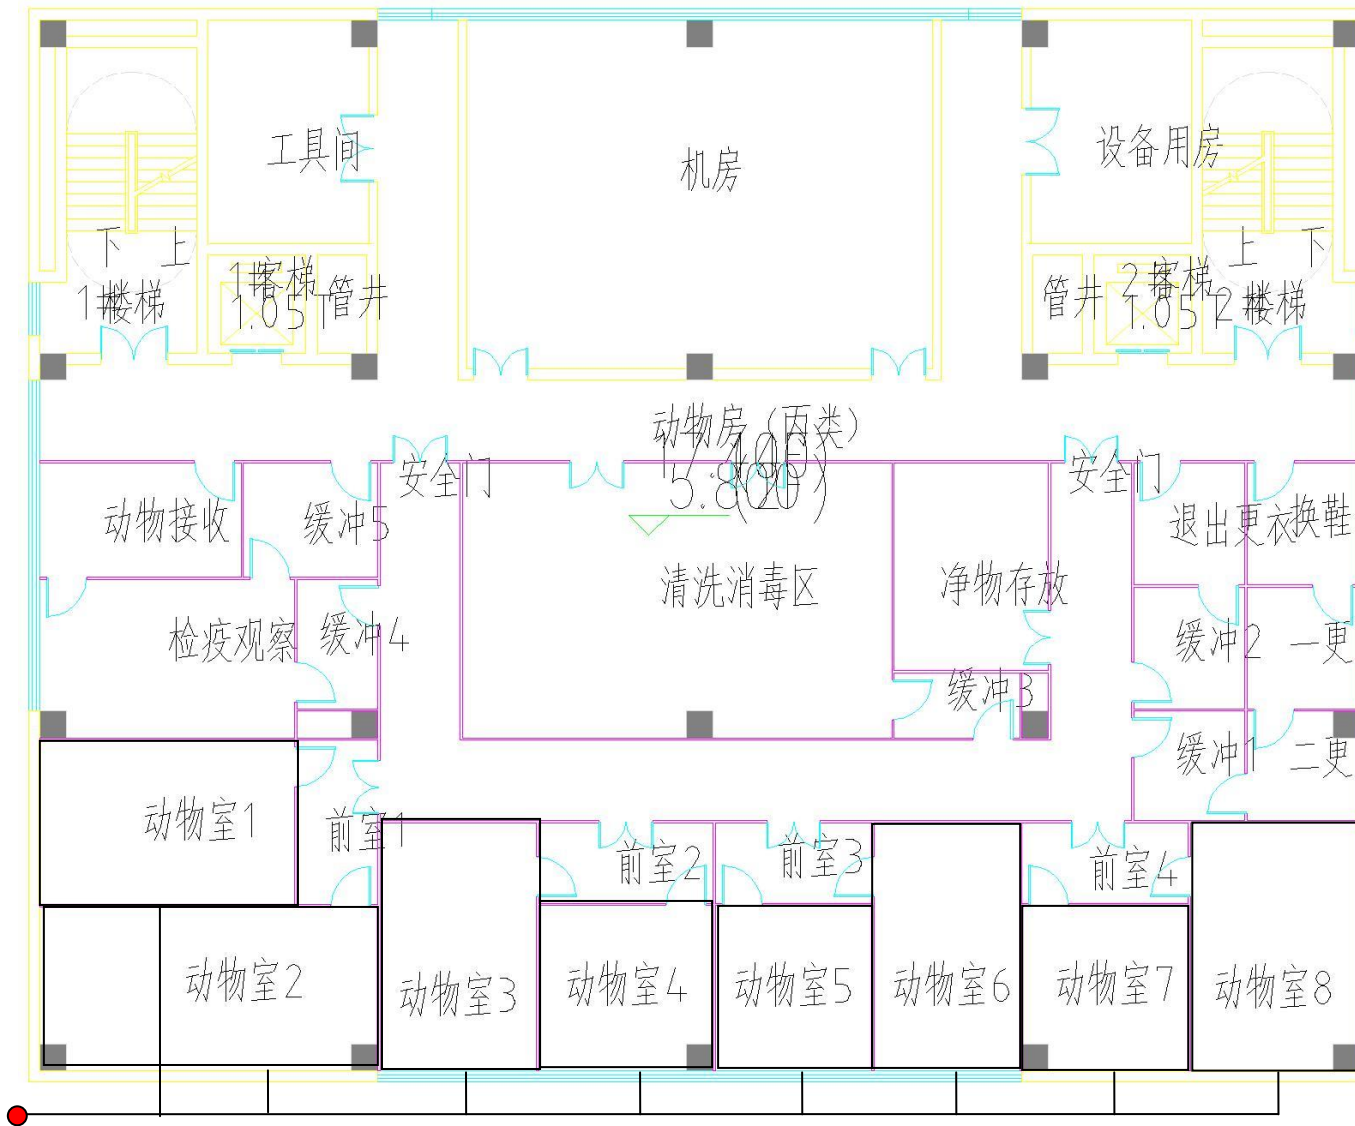 工具间
机房
设备用房
下 上
1#楼梯
1#客梯
1.05T
管井
管井
2#客梯
1.05T
上 下
2#楼梯
动物房(丙类)
安全门
安全门
动物接收
缓冲5
退出更衣
换鞋
清洗消毒区
净物存放
检疫观察
缓冲4
缓冲2
一更
缓冲3
缓冲1
二更
动物室1
前室1
前室2
前室3
前室4
动物室2
动物室3
动物室4
动物室5
动物室6
动物室7
动物室8